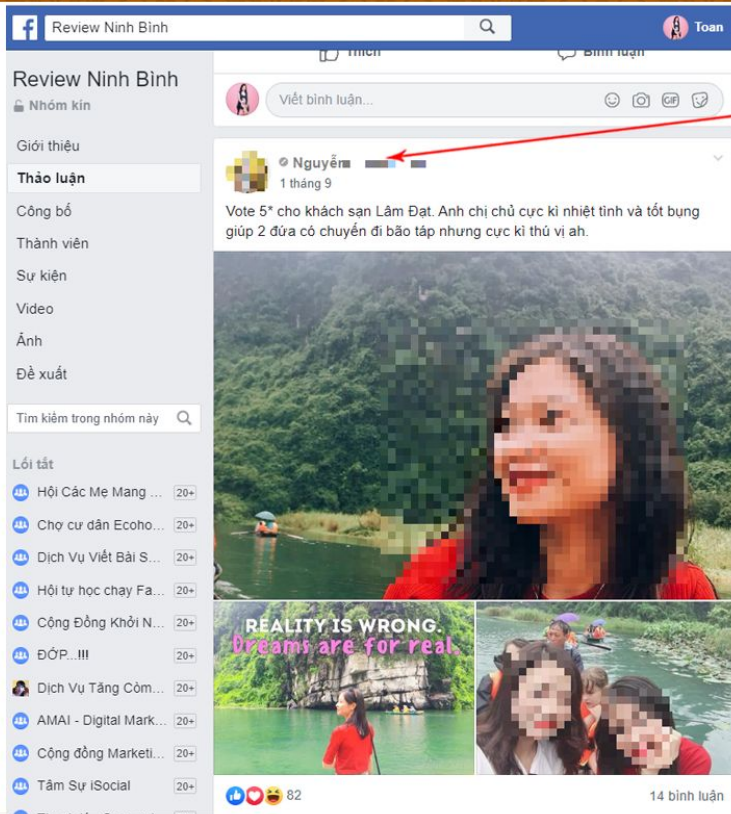 Review Ninh Bình
Toan
Review Ninh Bình
Nhóm kín
Giới thiệu
Thảo luận
Công bố
Thành viên
Sự kiện
Video
Ảnh
Đề xuất
Tìm kiếm trong nhóm này
Lối tắt
Hội Các Mẹ Mang ... 20+
Chợ cư dân Ecoho... 20+
Dịch Vụ Viết Bài S... 20+
Hội tự học chạy Fa... 20+
Cộng Đồng Khởi N... 20+
ĐỚP...!!! 20+
Dịch Vụ Tăng Còm... 20+
AMAI - Digital Mark... 20+
Cộng đồng Marketi... 20+
Tâm Sự iSocial 20+
Thích
Bình luận
Viết bình luận...
GIF
Nguyễn
1 tháng 9
Vote 5* cho khách sạn Lâm Đạt. Anh chị chủ cực kì nhiệt tình và tốt bụng
giúp 2 đứa có chuyến đi bão táp nhưng cực kì thú vị ah.
REALITY IS WRONG.
Dreams are for real.
82
14 bình luận